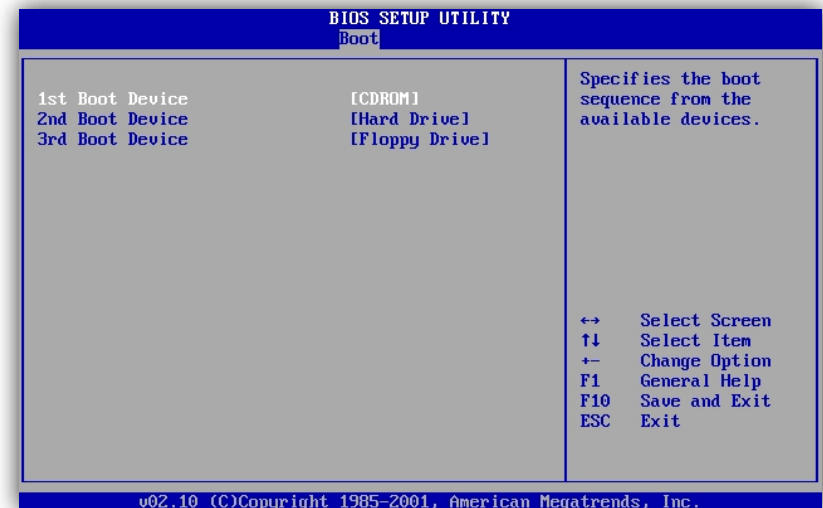 BIOS SETUP UTILITY
Boot
1st Boot Device [CDROM]
2nd Boot Device [Hard Drive]
3rd Boot Device [Floppy Drive]
Specifies the boot
sequence from the
available devices.
↔ Select Screen
↑↓ Select Item
+- Change Option
F1 General Help
F10 Save and Exit
ESC Exit
v02.10 (C)Copyright 1985-2001, American Megatrends, Inc.